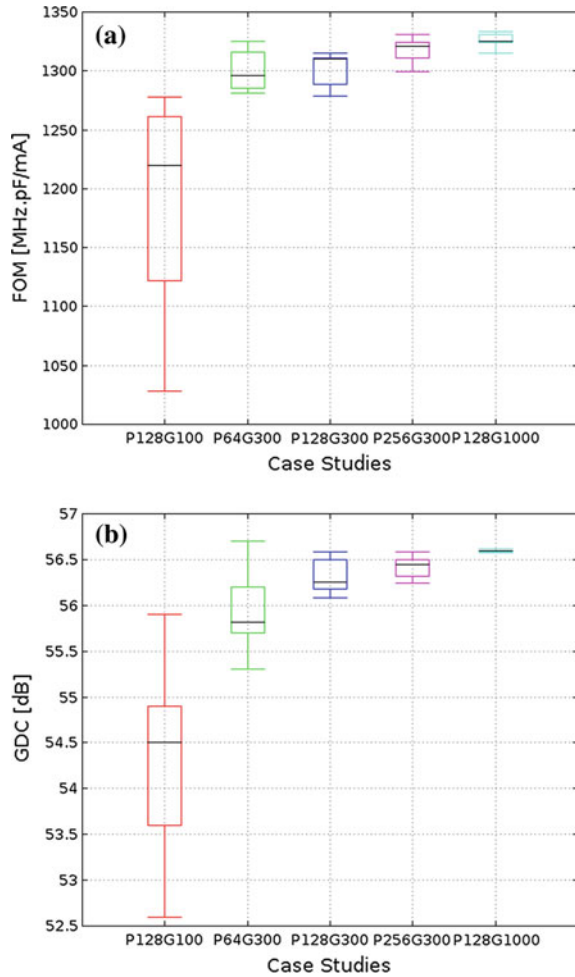 (a)
FOM [MHz.pF/mA]
1350
1300
1250
1200
1150
1100
1050
1000
P128G100 P64G300 P128G300 P256G300 P128G1000
Case Studies
(b)
GDC [dB]
57
56.5
56
55.5
55
54.5
54
53.5
53
52.5
P128G100 P64G300 P128G300 P256G300 P128G1000
Case Studies